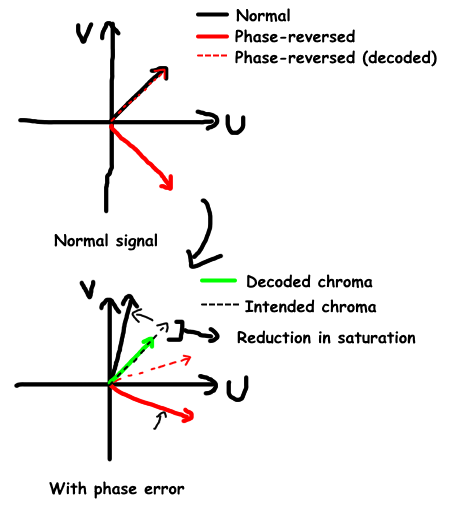 V
Normal
Phase-reversed
Phase-reversed (decoded)
U
Normal signal
V
Decoded chroma
Intended chroma
Reduction in saturation
U
With phase error